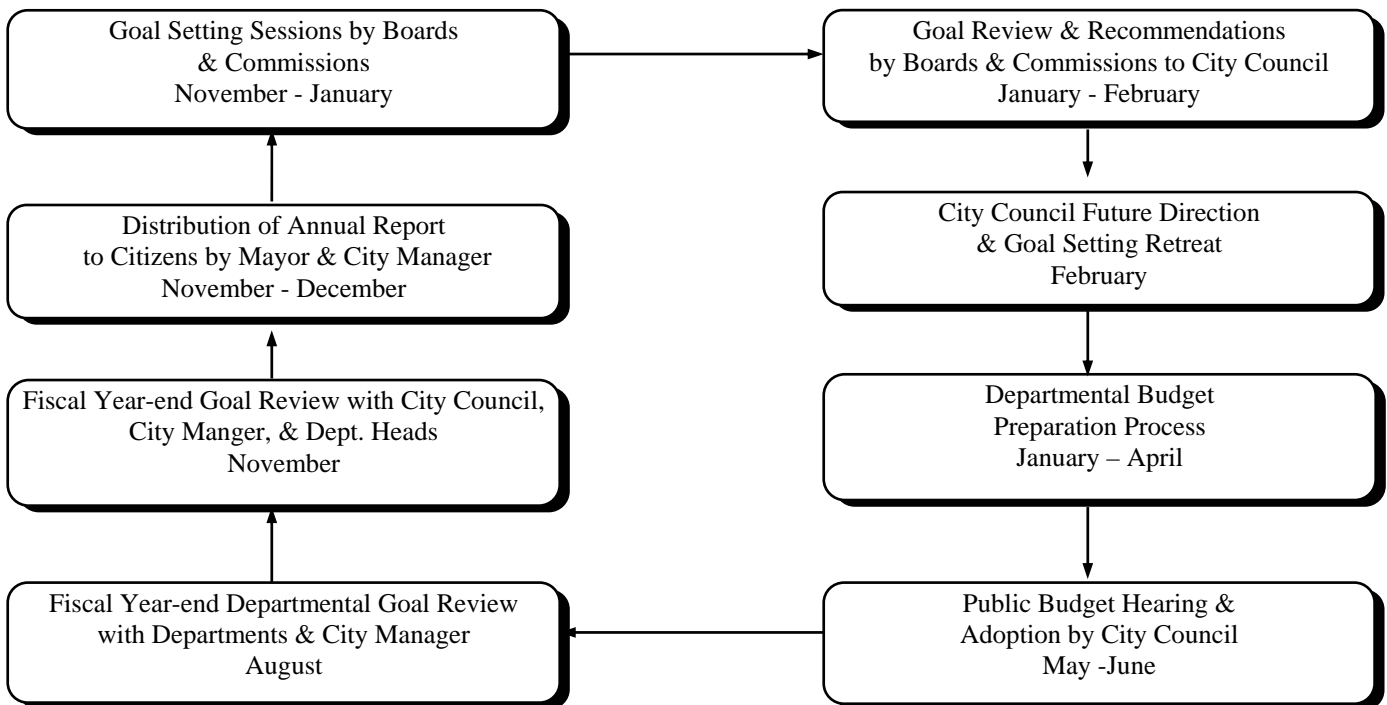 Goal Setting Sessions by Boards
& Commissions
November - January
Goal Review & Recommendations
by Boards & Commissions to City Council
January - February
Distribution of Annual Report
to Citizens by Mayor & City Manager
November - December
City Council Future Direction
& Goal Setting Retreat
February
Fiscal Year-end Goal Review with City Council,
City Manger, & Dept. Heads
November
Departmental Budget
Preparation Process
January – April
Fiscal Year-end Departmental Goal Review
with Departments & City Manager
August
Public Budget Hearing &
Adoption by City Council
May -June